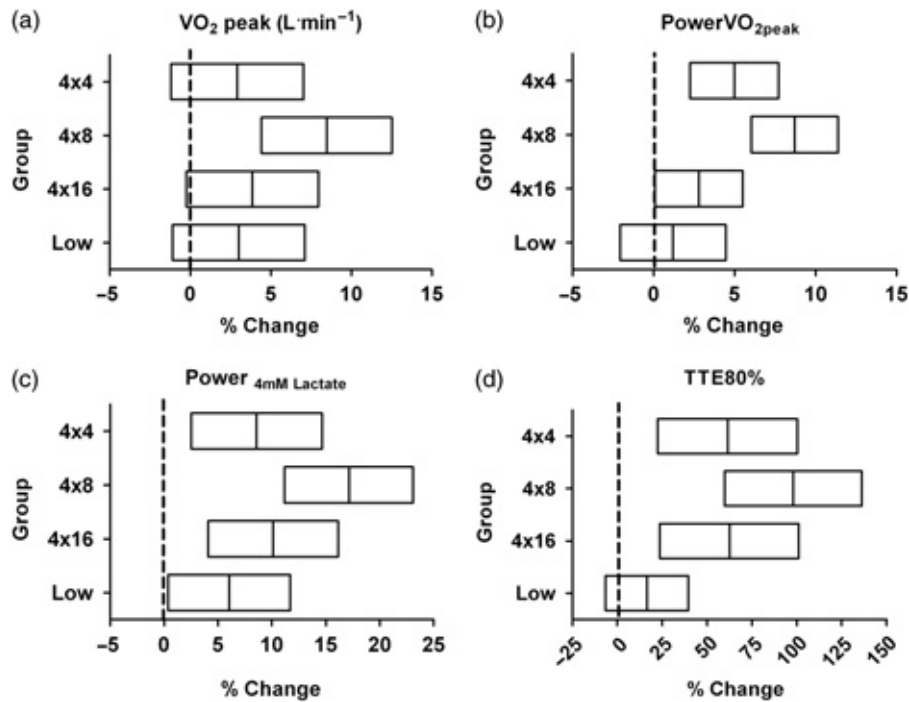 (a)
VO₂ peak (L·min⁻¹)
Group
4x4
4x8
4x16
Low
−5 0 5 10 15
% Change
(b)
PowerVO₂peak
Group
4x4
4x8
4x16
Low
−5 0 5 10 15
% Change
(c)
Power 4mM Lactate
Group
4x4
4x8
4x16
Low
−5 0 5 10 15 20 25
% Change
(d)
TTE80%
Group
4x4
4x8
4x16
Low
−25 0 25 50 75 100 125 150
% Change